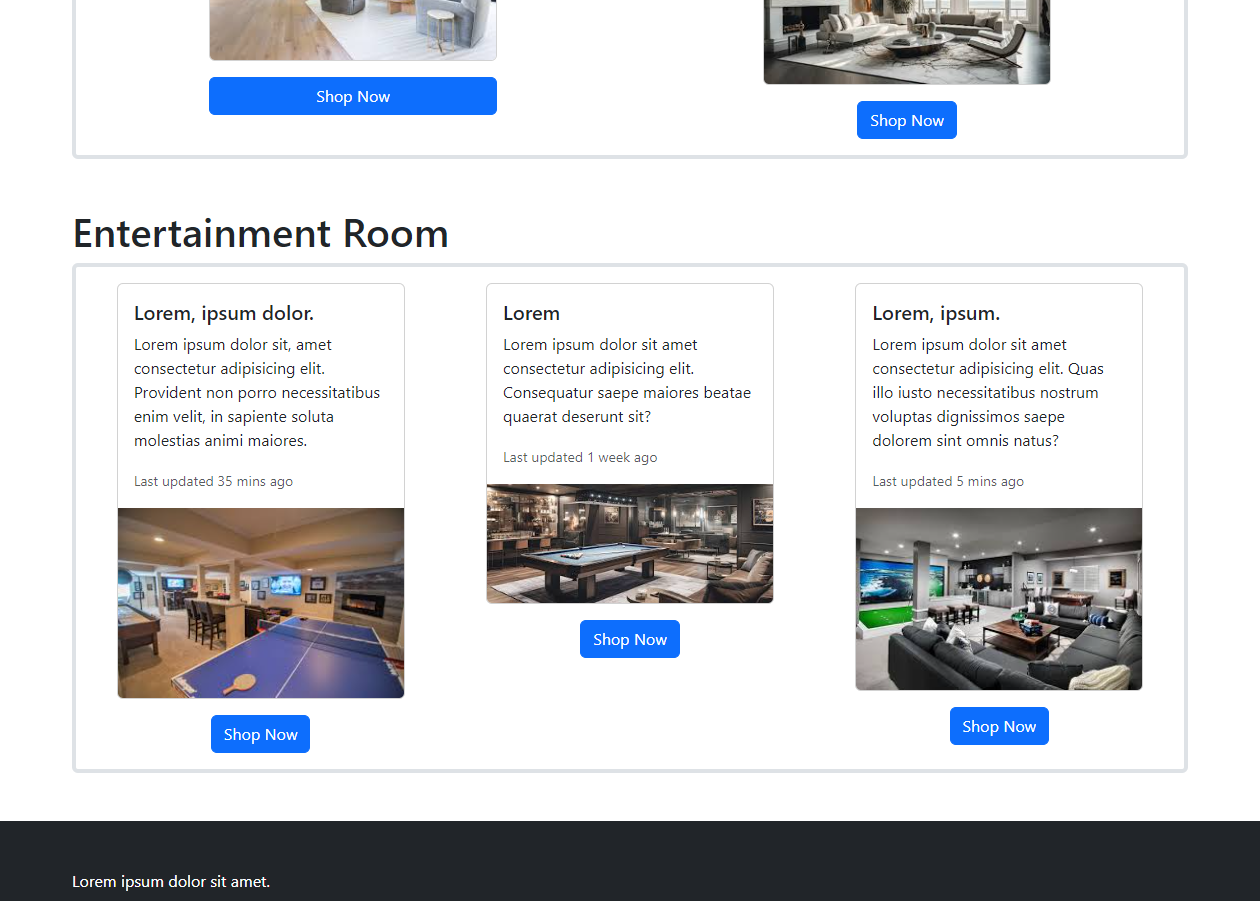 Shop Now
Shop Now
Entertainment Room
Lorem, ipsum dolor.
Lorem ipsum dolor sit, amet
consectetur adipisicing elit.
Provident non porro necessitatibus
enim velit, in sapiente soluta
molestias animi maiores.
Last updated 35 mins ago
Shop Now
Lorem
Lorem ipsum dolor sit amet
consectetur adipisicing elit.
Consequatur saepe maiores beatae
quaerat deserunt sit?
Last updated 1 week ago
Shop Now
Lorem, ipsum.
Lorem ipsum dolor sit amet
consectetur adipisicing elit. Quas
illo iusto necessitatibus nostrum
voluptas dignissimos saepe
dolorem sint omnis natus?
Last updated 5 mins ago
Shop Now
Lorem ipsum dolor sit amet.